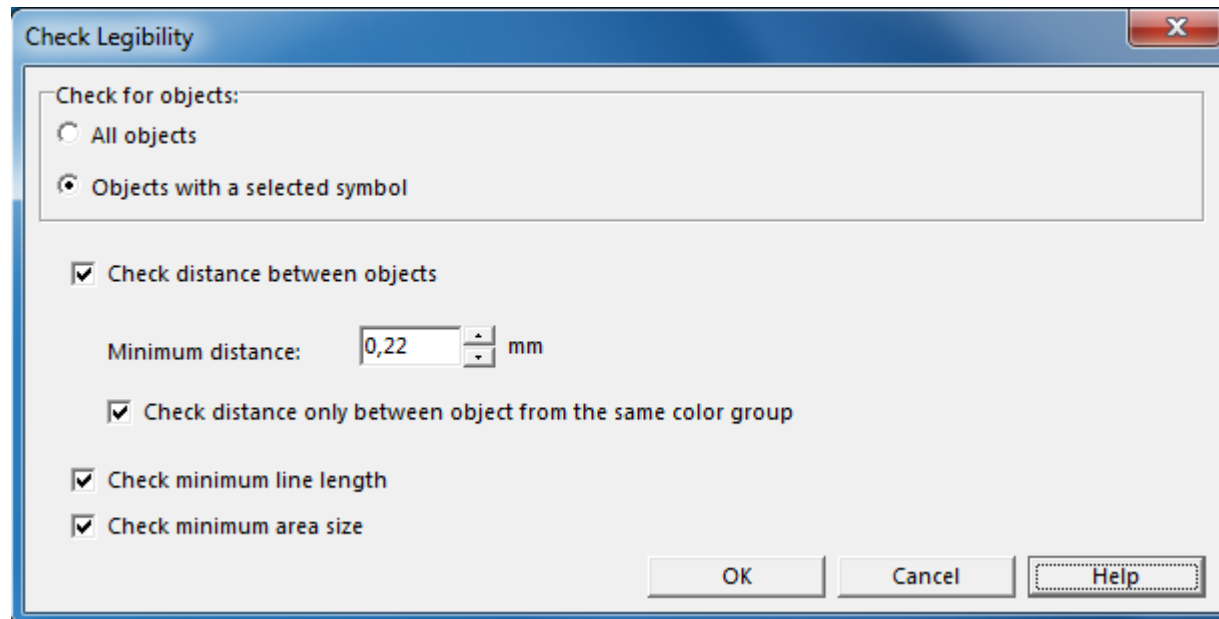 Check Legibility
Check for objects:
All objects
Objects with a selected symbol
Check distance between objects
Minimum distance: 0,22 mm
Check distance only between object from the same color group
Check minimum line length
Check minimum area size
OK Cancel Help